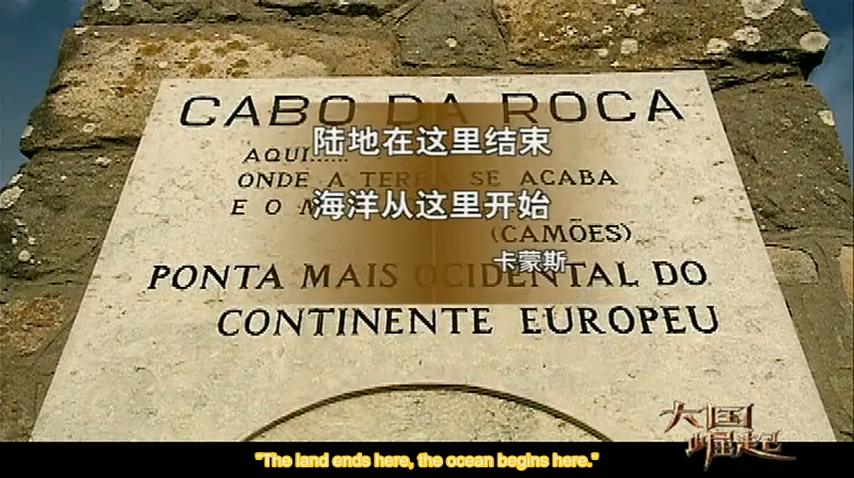 CABO DA ROCA
陆地在这里结束
AQUI......
ONDE A TERRA SE ACABA
海洋从这里开始
E O
(CAMÕES)
卡蒙斯
PONTA MAIS OCIDENTAL DO
CONTINENTE EUROPEU
大国崛起
"The land ends here, the ocean begins here."